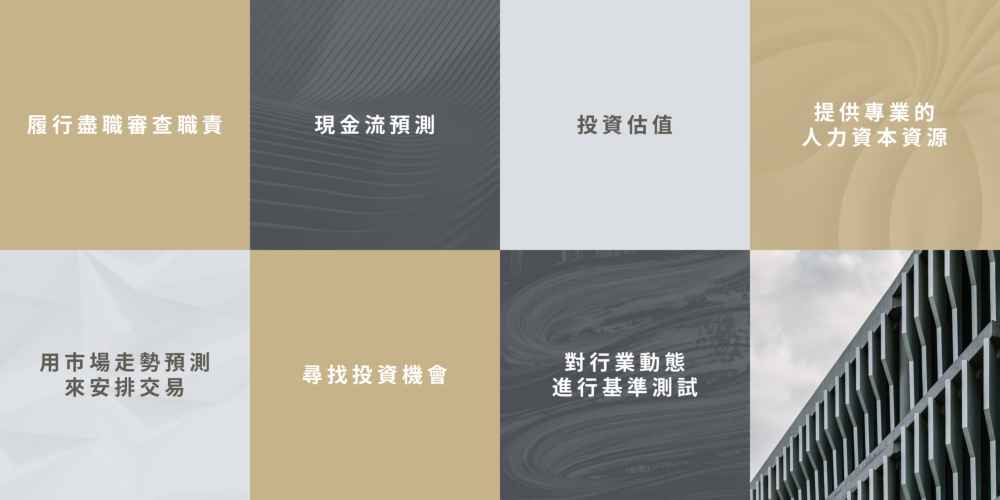 履行盡職審查職責
現金流預測
投資估值
提供專業的
人力資本資源
用市場走勢預測
來安排交易
尋找投資機會
對行業動態
進行基準測試